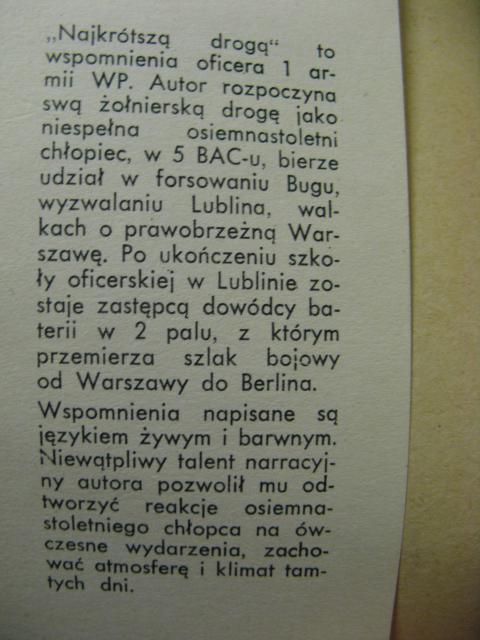 „Najkrótszą drogą" to
wspomnienia oficera 1 ar-
mii WP. Autor rozpoczyna
swą żołnierską drogę jako
niespełna osiemnastoletni
chłopiec, w 5 BAC-u, bierze
udział w forsowaniu Bugu,
wyzwalaniu Lublina, wal-
kach o prawobrzeżną War-
szawę. Po ukończeniu szko-
ły oficerskiej w Lublinie zo-
staje zastępcą dowódcy ba-
terii w 2 palu, z którym
przemierza szlak bojowy
od Warszawy do Berlina.
Wspomnienia napisane są
językiem żywym i barwnym.
Niewątpliwy talent narracyj-
ny autora pozwolił mu od-
tworzyć reakcje osiemna-
stoletniego chłopca na ów-
czesne wydarzenia, zacho-
wać atmosferę i klimat tam-
tych dni.